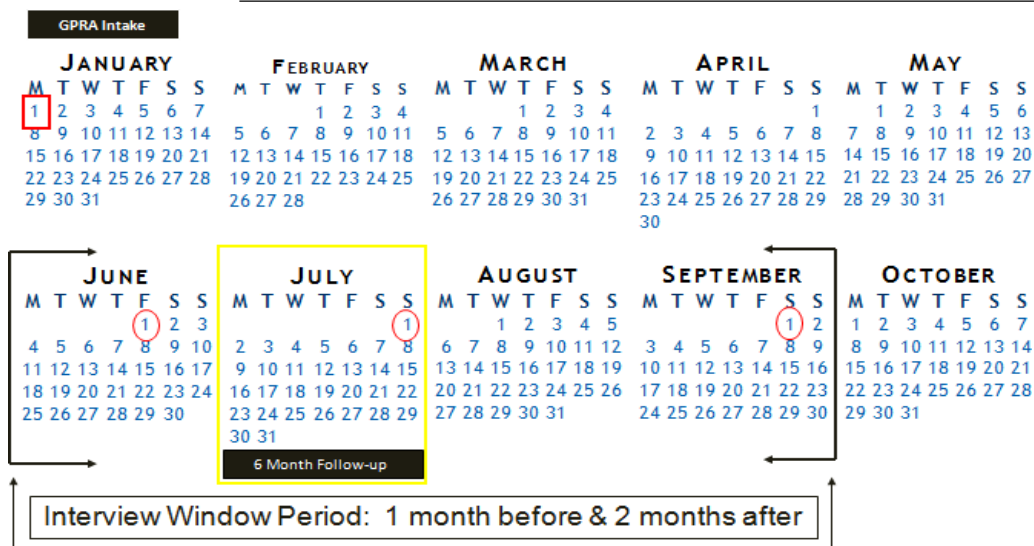 GPRA Intake
JANUARY
M T W T F S S
1 2 3 4 5 6 7
8 9 10 11 12 13 14
15 16 17 18 19 20 21
22 23 24 25 26 27 28
29 30 31
FEBRUARY
M T W T F S S
1 2 3 4
5 6 7 8 9 10 11
12 13 14 15 16 17 18
19 20 21 22 23 24 25
26 27 28
MARCH
M T W T F S S
1 2 3 4
5 6 7 8 9 10 11
12 13 14 15 16 17 18
19 20 21 22 23 24 25
26 27 28 29 30 31
APRIL
M T W T F S S
1
2 3 4 5 6 7 8
9 10 11 12 13 14 15
16 17 18 19 20 21 22
23 24 25 26 27 28 29
30
MAY
M T W T F S S
1 2 3 4 5 6
7 8 9 10 11 12 13
14 15 16 17 18 19 20
21 22 23 24 25 26 27
28 29 30 31
JUNE
M T W T F S S
1 2 3
4 5 6 7 8 9 10
11 12 13 14 15 16 17
18 19 20 21 22 23 24
25 26 27 28 29 30
JULY
M T W T F S S
1
2 3 4 5 6 7 8
9 10 11 12 13 14 15
16 17 18 19 20 21 22
23 24 25 26 27 28 29
30 31
6 Month Follow-up
AUGUST
M T W T F S S
1 2 3 4 5
6 7 8 9 10 11 12
13 14 15 16 17 18 19
20 21 22 23 24 25 26
27 28 29 30 31
SEPTEMBER
M T W T F S S
1 2
3 4 5 6 7 8 9
10 11 12 13 14 15 16
17 18 19 20 21 22 23
24 25 26 27 28 29 30
OCTOBER
M T W T F S S
1 2 3 4 5 6 7
8 9 10 11 12 13 14
15 16 17 18 19 20 21
22 23 24 25 26 27 28
29 30 31
Interview Window Period: 1 month before & 2 months after